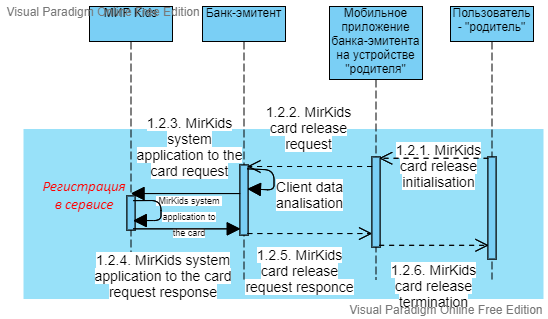 Visual Paradigm Online Free Edition
MIR Kids
Банк-эмитент
Мобильное
приложение
банка-эмитента
на устройстве
"родителя"
Пользователь
- "родитель"
1.2.3. MirKids
system
application to the
card request
1.2.2. MirKids
card release
request
1.2.1. MirKids
card release
initialisation
Client data
analisation
Регистрация
в сервисе
MirKids system
application to
the card
1.2.4. MirKids system
application to the card
request response
1.2.5. MirKids
card release
request responce
1.2.6. MirKids
card release
termination
Visual Paradigm Online Free Edition